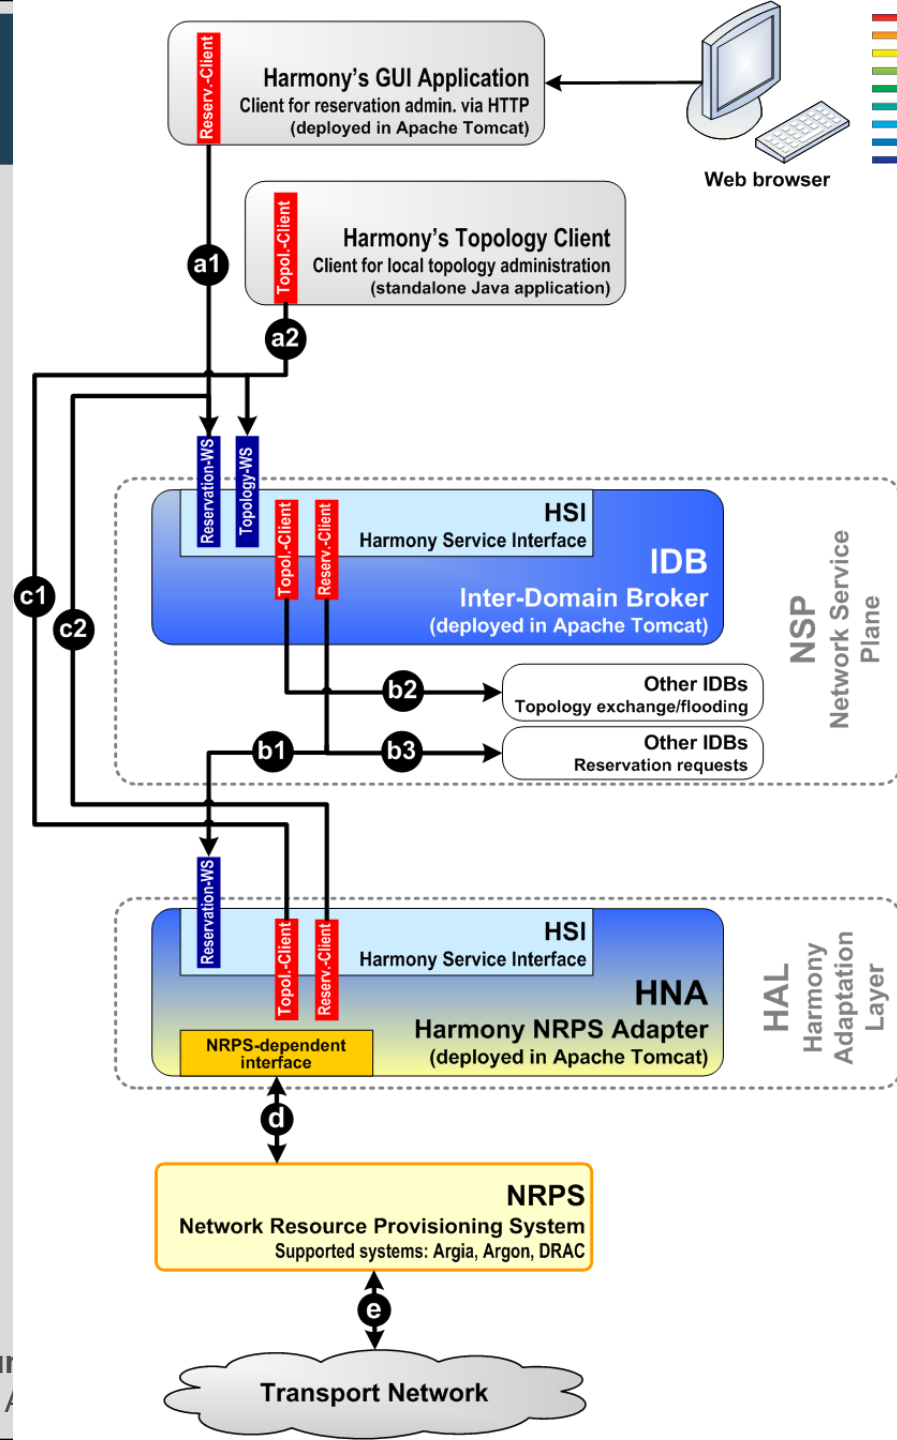 Reserv.-Client
Harmony's GUI Application
Client for reservation admin. via HTTP
(deployed in Apache Tomcat)
Web browser
Topol.-Client
Harmony's Topology Client
Client for local topology administration
(standalone Java application)
a1
a2
Reservation-WS
Topology-WS
Topol.-Client
Reserv.-Client
HSI
Harmony Service Interface
IDB
Inter-Domain Broker
(deployed in Apache Tomcat)
NSP
Network Service
Plane
c1
c2
b2
Other IDBs
Topology exchange/flooding
b1
b3
Other IDBs
Reservation requests
Reservation-WS
Topol.-Client
Reserv.-Client
HSI
Harmony Service Interface
HNA
Harmony NRPS Adapter
(deployed in Apache Tomcat)
NRPS-dependent
interface
HAL
Harmony
Adaptation
Layer
d
NRPS
Network Resource Provisioning System
Supported systems: Argia, Argon, DRAC
e
Transport Network